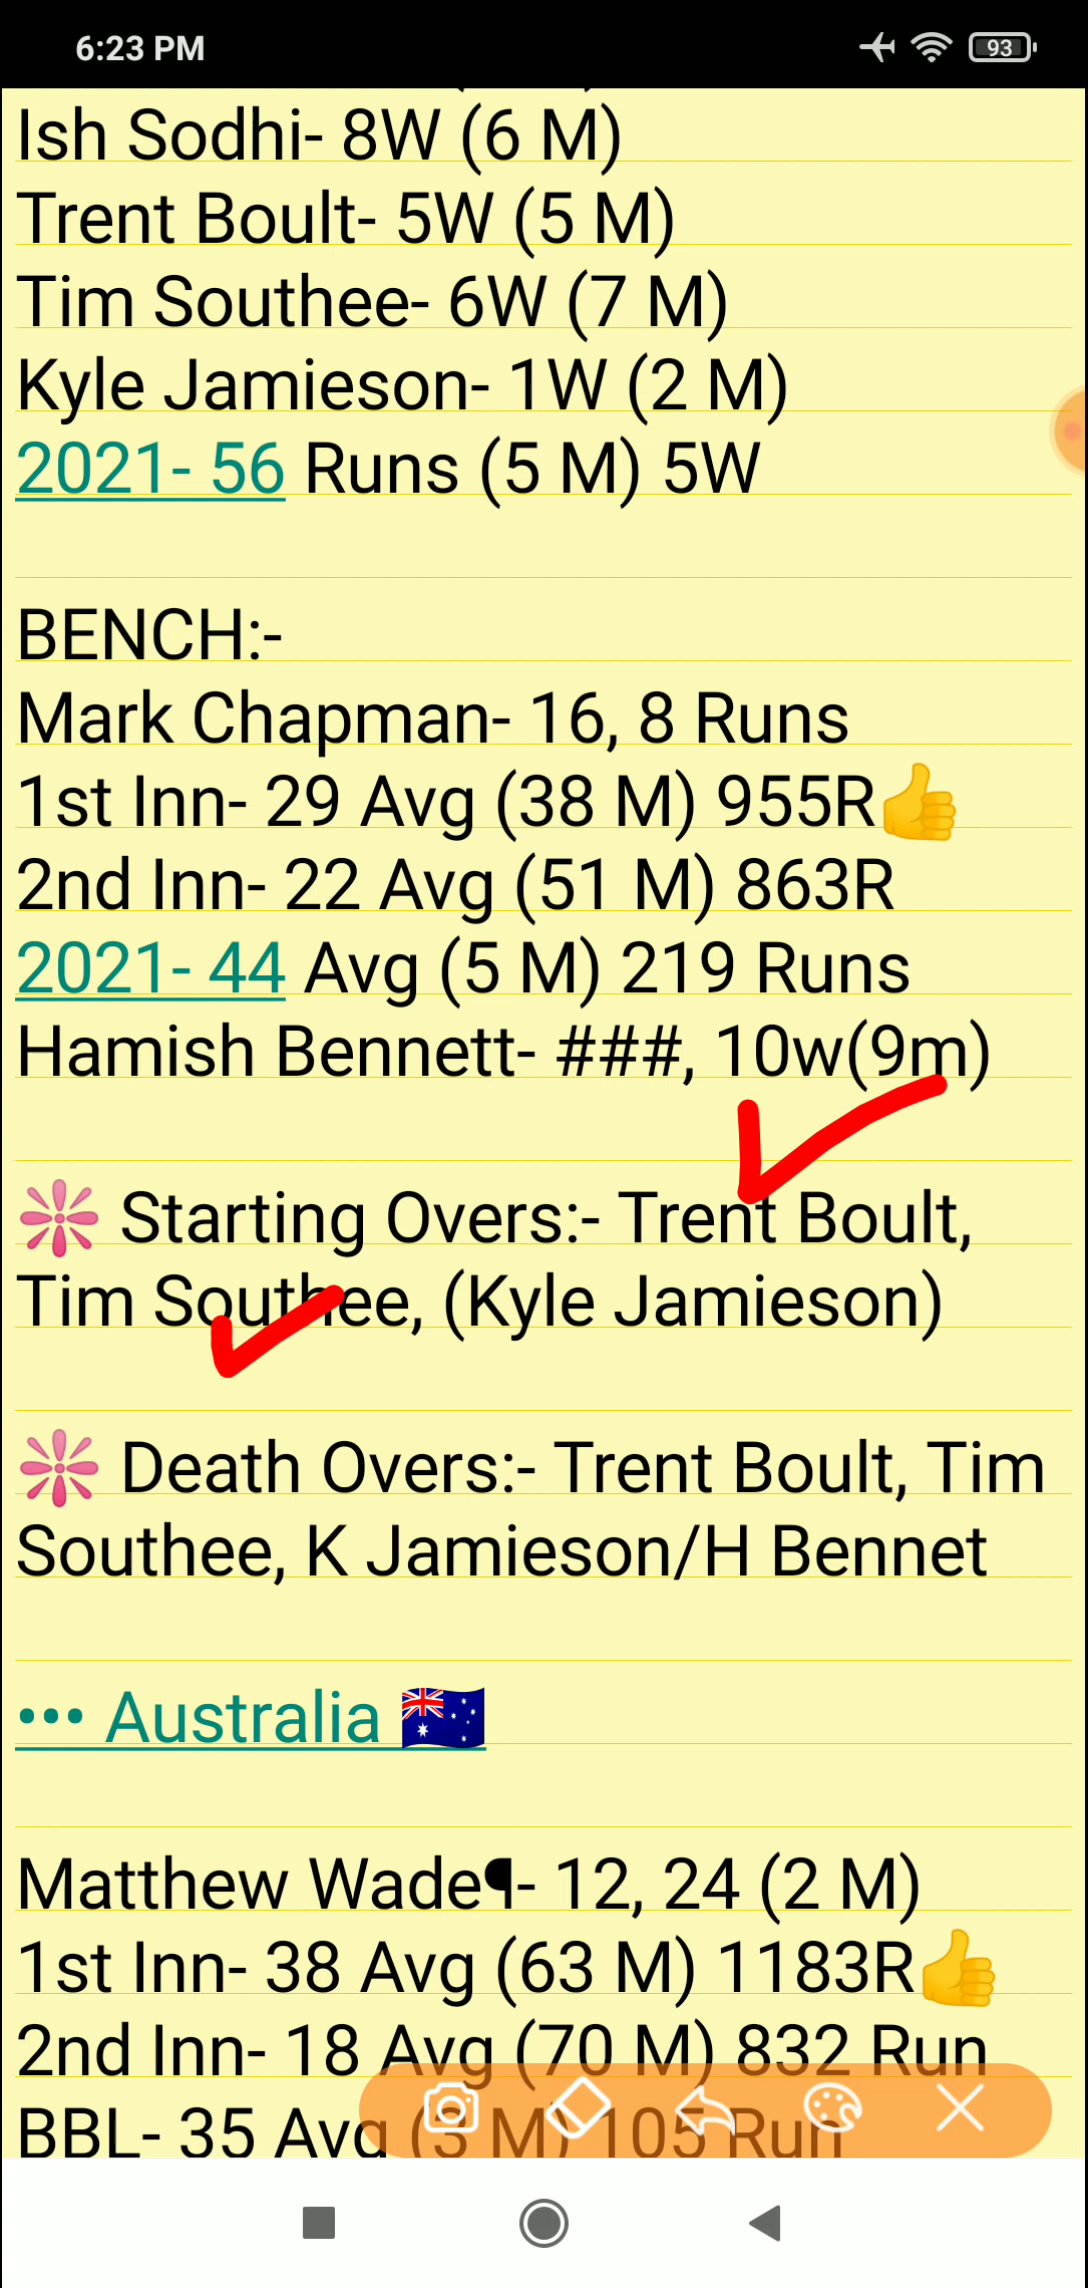 6:23 PM
93
Ish Sodhi- 8W (6 M)
Trent Boult- 5W (5 M)
Tim Southee- 6W (7 M)
Kyle Jamieson- 1W (2 M)
2021- 56 Runs (5 M) 5W
BENCH:-
Mark Chapman- 16, 8 Runs
1st Inn- 29 Avg (38 M) 955R👍
2nd Inn- 22 Avg (51 M) 863R
2021- 44 Avg (5 M) 219 Runs
Hamish Bennett- ###, 10w(9m)
Starting Overs:- Trent Boult,
Tim Southee, (Kyle Jamieson)
Death Overs:- Trent Boult, Tim
Southee, K Jamieson/H Bennet
••• Australia 🇦🇺
Matthew Wade¶- 12, 24 (2 M)
1st Inn- 38 Avg (63 M) 1183R👍
2nd Inn- 18 Avg (70 M) 832 Run
BBL- 35 Avg (3 M) 105 Run